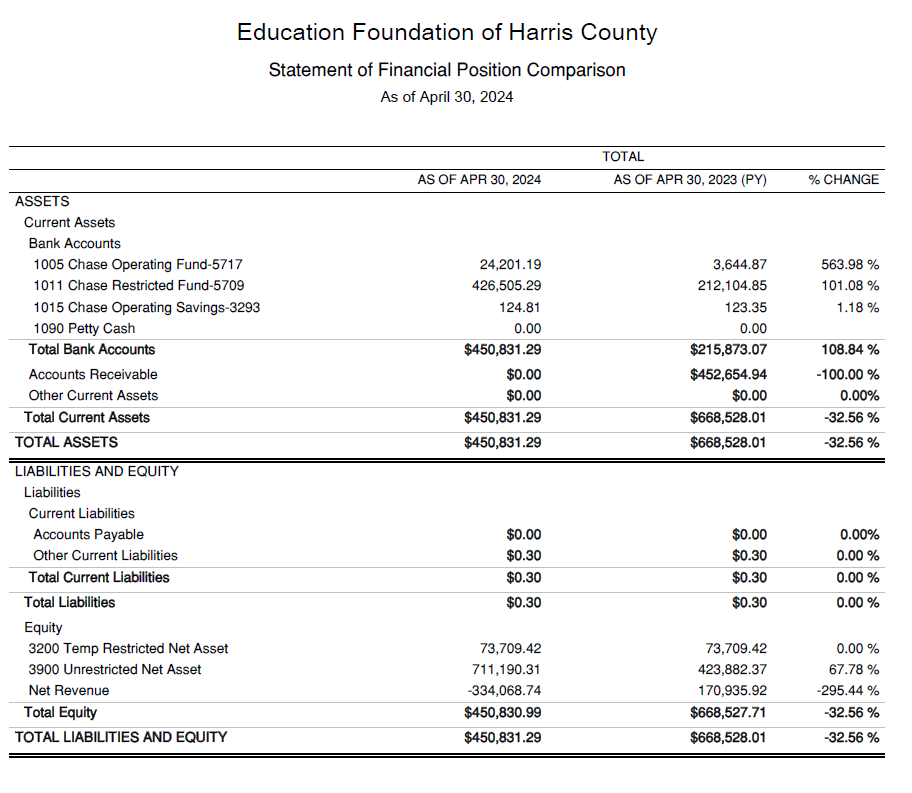 Education Foundation of Harris County
Statement of Financial Position Comparison
As of April 30, 2024
TOTAL
AS OF APR 30, 2024 AS OF APR 30, 2023 (PY) % CHANGE
ASSETS
Current Assets
Bank Accounts
1005 Chase Operating Fund-5717 24,201.19 3,644.87 563.98 %
1011 Chase Restricted Fund-5709 426,505.29 212,104.85 101.08 %
1015 Chase Operating Savings-3293 124.81 123.35 1.18 %
1090 Petty Cash 0.00 0.00
Total Bank Accounts $450,831.29 $215,873.07 108.84 %
Accounts Receivable $0.00 $452,654.94 -100.00 %
Other Current Assets $0.00 $0.00 0.00%
Total Current Assets $450,831.29 $668,528.01 -32.56 %
TOTAL ASSETS $450,831.29 $668,528.01 -32.56 %
LIABILITIES AND EQUITY
Liabilities
Current Liabilities
Accounts Payable $0.00 $0.00 0.00%
Other Current Liabilities $0.30 $0.30 0.00 %
Total Current Liabilities $0.30 $0.30 0.00 %
Total Liabilities $0.30 $0.30 0.00 %
Equity
3200 Temp Restricted Net Asset 73,709.42 73,709.42 0.00 %
3900 Unrestricted Net Asset 711,190.31 423,882.37 67.78 %
Net Revenue -334,068.74 170,935.92 -295.44 %
Total Equity $450,830.99 $668,527.71 -32.56 %
TOTAL LIABILITIES AND EQUITY $450,831.29 $668,528.01 -32.56 %